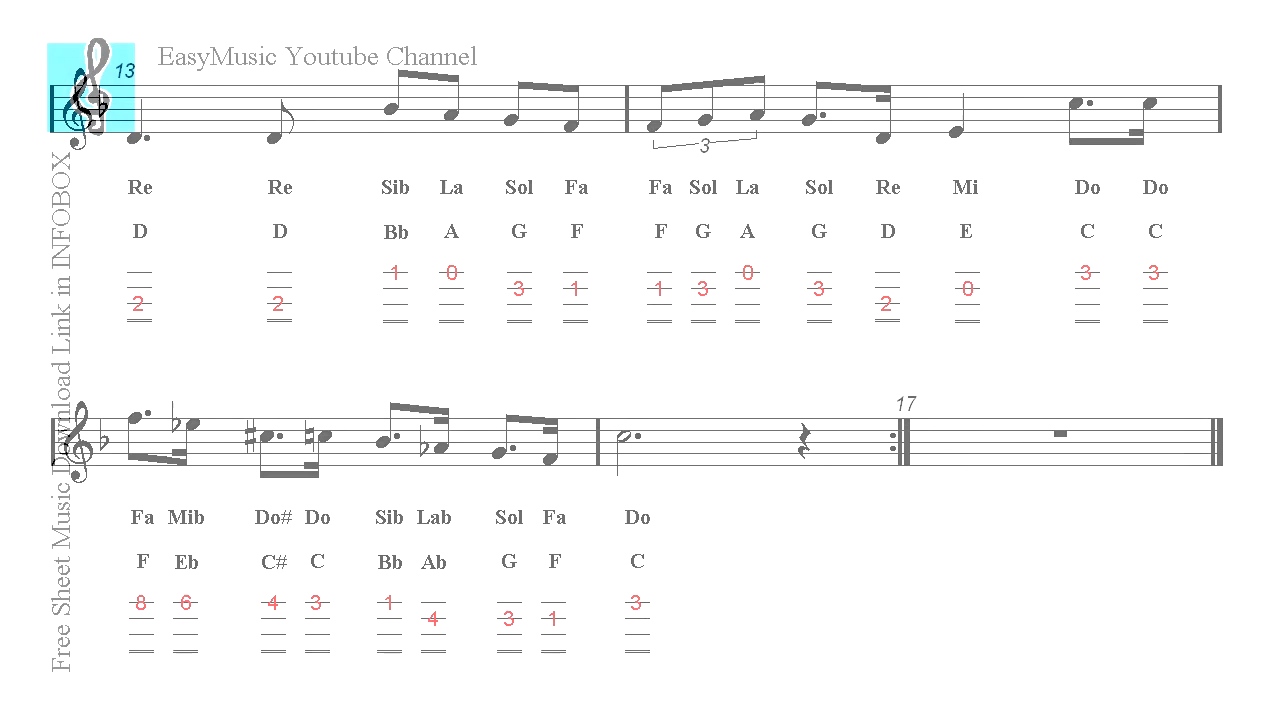 EasyMusic Youtube Channel
13
3
Re Re Sib La Sol Fa Fa Sol La Sol Re Mi Do Do
D D Bb A G F F G A G D E C C
1 0 0 3 3
3 1 1 3 3 0
2 2 2
17
Fa Mib Do# Do Sib Lab Sol Fa Do
F Eb C# C Bb Ab G F C
8 6 4 3 1 3
4 3 1
Free Sheet Music Download Link in INFOBOX